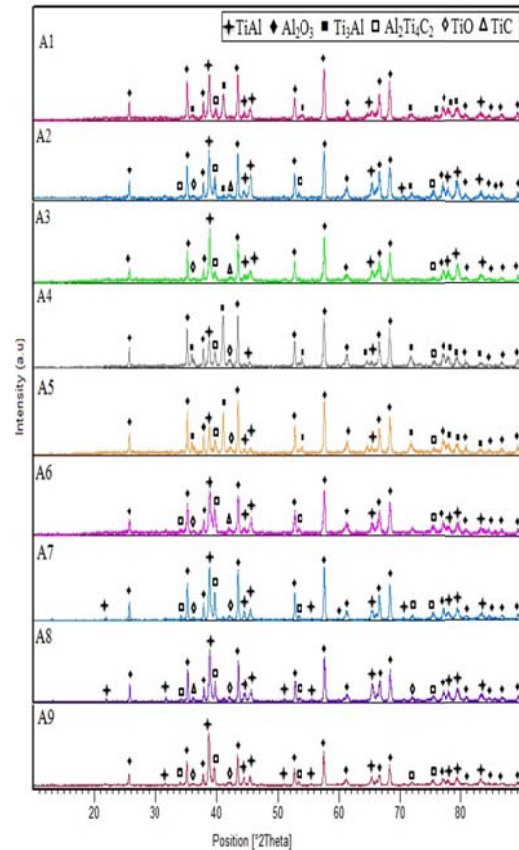 TiAl Al₂O₃ Ti₃Al Al₂Ti₄C₂ TiO TiC
A1
A2
A3
A4
A5
A6
A7
A8
A9
Intensity (a.u)
20 30 40 50 60 70 80
Position [°2Theta]